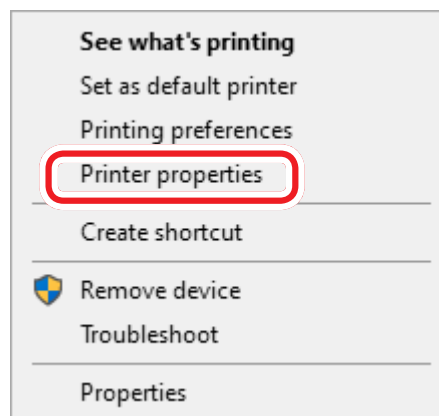 See what's printing
Set as default printer
Printing preferences
Printer properties
Create shortcut
Remove device
Troubleshoot
Properties